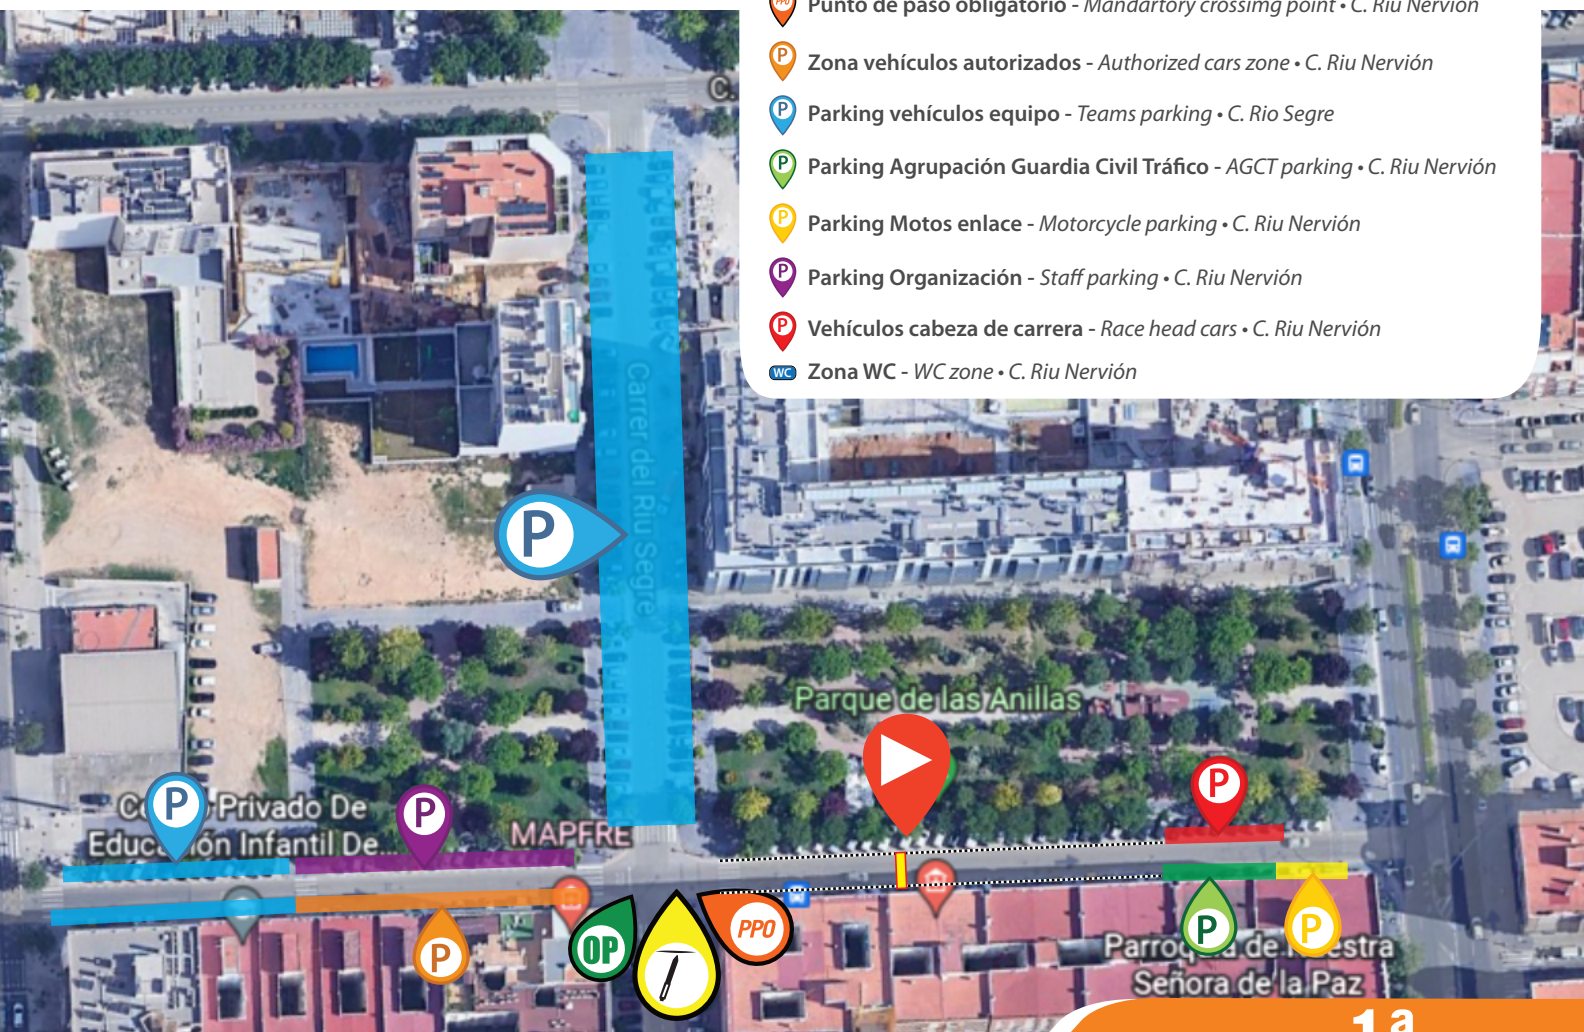 PPO Punto de paso obligatorio - Mandartory crossimg point • C. Riu Nervión
P Zona vehículos autorizados - Authorized cars zone • C. Riu Nervión
P Parking vehículos equipo - Teams parking • C. Rio Segre
P Parking Agrupación Guardia Civil Tráfico - AGCT parking • C. Riu Nervión
P Parking Motos enlace - Motorcycle parking • C. Riu Nervión
P Parking Organización - Staff parking • C. Riu Nervión
P Vehículos cabeza de carrera - Race head cars • C. Riu Nervión
WC Zona WC - WC zone • C. Riu Nervión
C.
Carrer del Riu Segre
P
Parque de las Anillas
P
P
P
Privado De
Infantil De...
MAPFRE
P
OP
PPO
P
P
Parroquia de Nuestra
Señora de la Paz
1ª